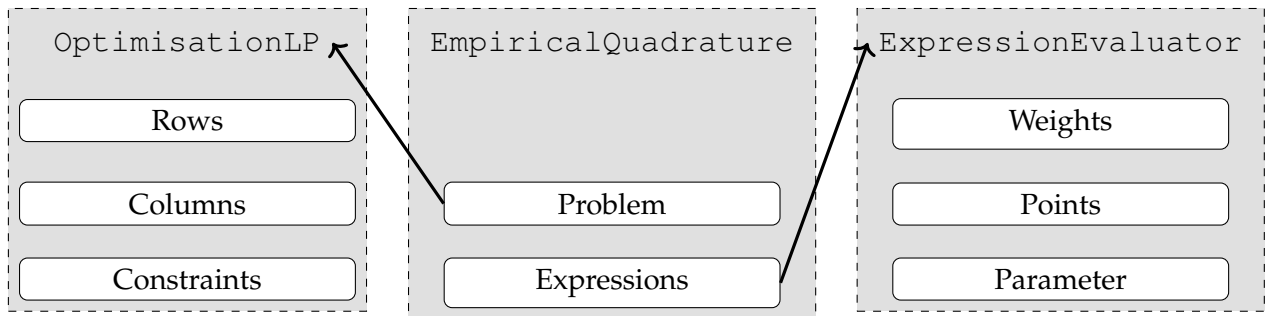 OptimisationLP
Rows
Columns
Constraints
EmpiricalQuadrature
Problem
Expressions
ExpressionEvaluator
Weights
Points
Parameter